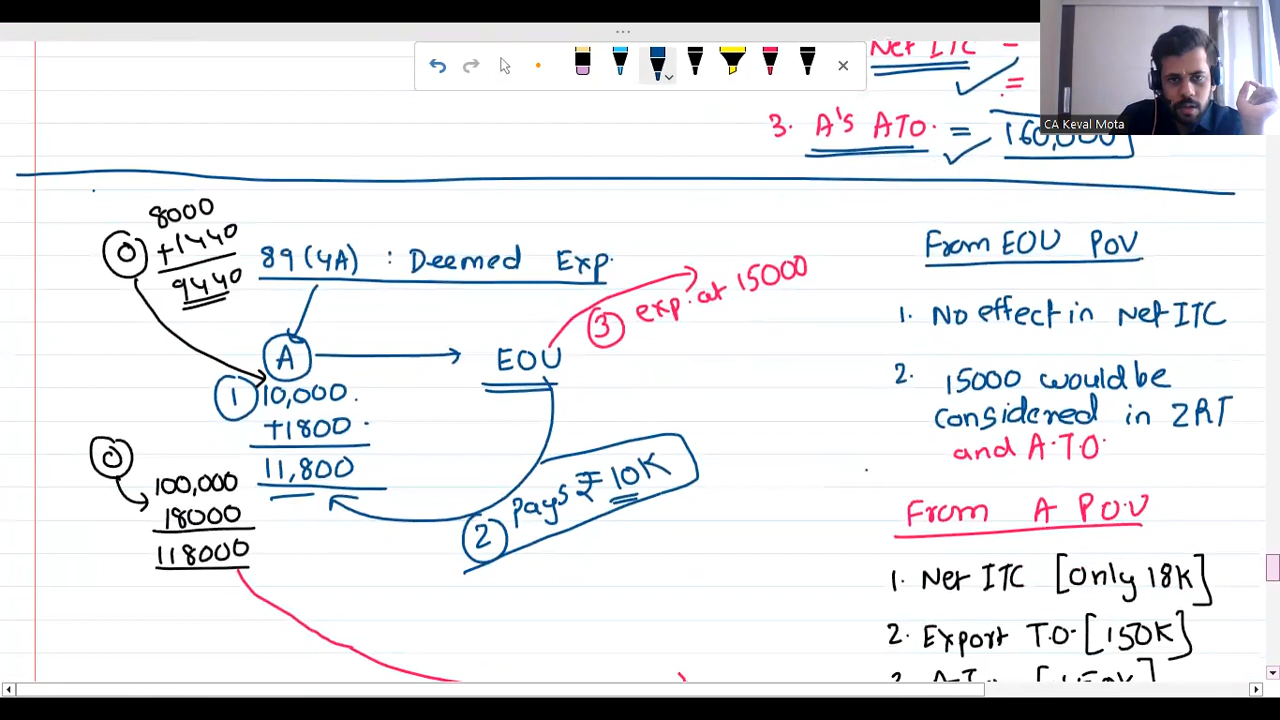 Net ITC =
=
CA Keval Mota
3. A's ATO. = 160,000
8000
+1440
9440
89(4A) : Deemed Exp.
③ exp. at 15000
A
EOU
① 10,000.
+1800.
11,800
100,000
18000
118000
② Pays ₹ 10K
From EOU PoV
1. No effect in Net ITC
2. 15000 would be
considered in ZRT
and A.T.O.
From A P.O.V
1. Net ITC [Only 18K]
2. Export T.O. [150K]